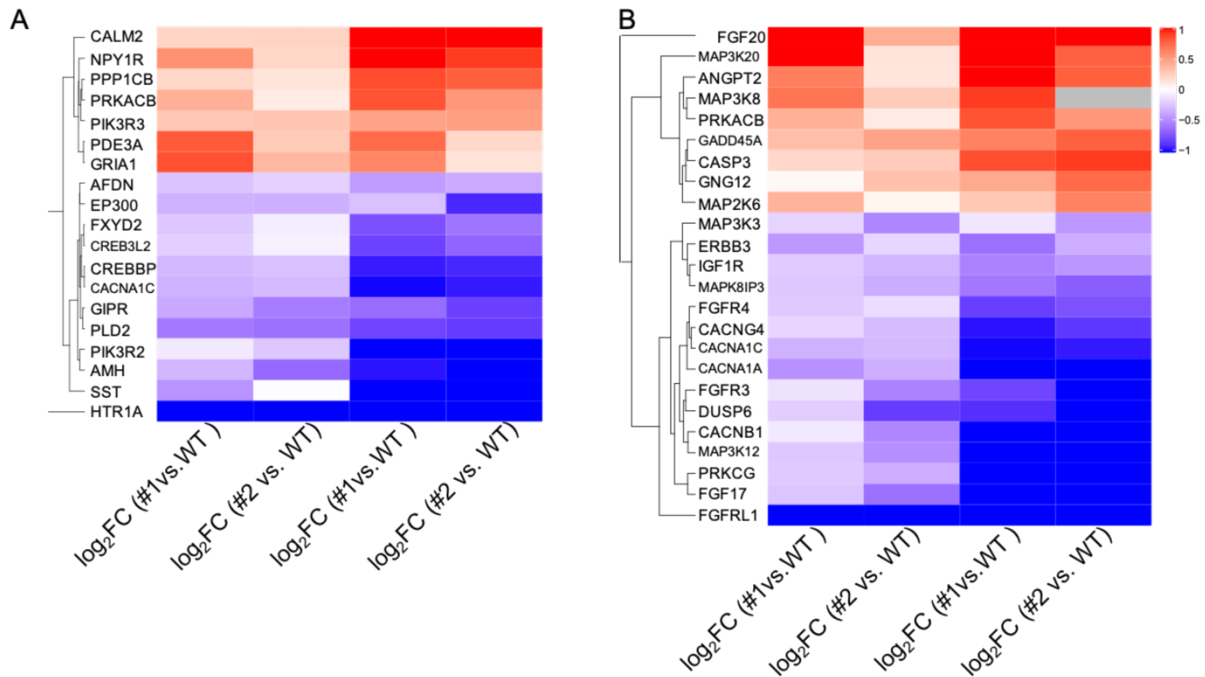 A
CALM2
NPY1R
PPP1CB
PRKACB
PIK3R3
PDE3A
GRIA1
AFDN
EP300
FXYD2
CREB3L2
CREBBP
CACNA1C
GIPR
PLD2
PIK3R2
AMH
SST
HTR1A
log₂FC (#1vs.WT )
log₂FC (#2 vs. WT)
log₂FC (#1vs.WT )
log₂FC (#2 vs. WT)
B
FGF20
MAP3K20
ANGPT2
MAP3K8
PRKACB
GADD45A
CASP3
GNG12
MAP2K6
MAP3K3
ERBB3
IGF1R
MAPK8IP3
FGFR4
CACNG4
CACNA1C
CACNA1A
FGFR3
DUSP6
CACNB1
MAP3K12
PRKCG
FGF17
FGFRL1
log₂FC (#1vs.WT )
log₂FC (#2 vs. WT)
log₂FC (#1vs.WT )
log₂FC (#2 vs. WT)
1
0.5
0
−0.5
−1